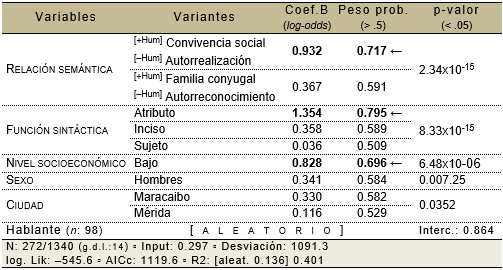 VARIABLES Variantes Coef.B Peso prob. p-valor
(log-odds) (> .5) (< .05)
[+Hum] Convivencia social
[–Hum] Autorrealización 0.932 0.717 ←
RELACIÓN SEMÁNTICA 2.34x10-15
[+Hum] Familia conyugal
[–Hum] Autorreconocimiento 0.367 0.591
Atributo 1.354 0.795 ←
FUNCIÓN SINTÁCTICA Inciso 0.358 0.589 8.33x10-15
Sujeto 0.036 0.509
NIVEL SOCIOECONÓMICO Bajo 0.828 0.696 ← 6.48x10-06
SEXO Hombres 0.341 0.584 0.007.25
Maracaibo 0.330 0.582
CIUDAD 0.0352
Mérida 0.116 0.529
Hablante (n: 98) [ A L E A T O R I O ] Interc.: 0.864
N: 272/1340 (g.d.l.:14) ▫ Input: 0.297 ▫ Desviación: 1091.3
log. Lik: –545.6 ▫ AICc: 1119.6 ▫ R2: [aleat. 0.136] 0.401